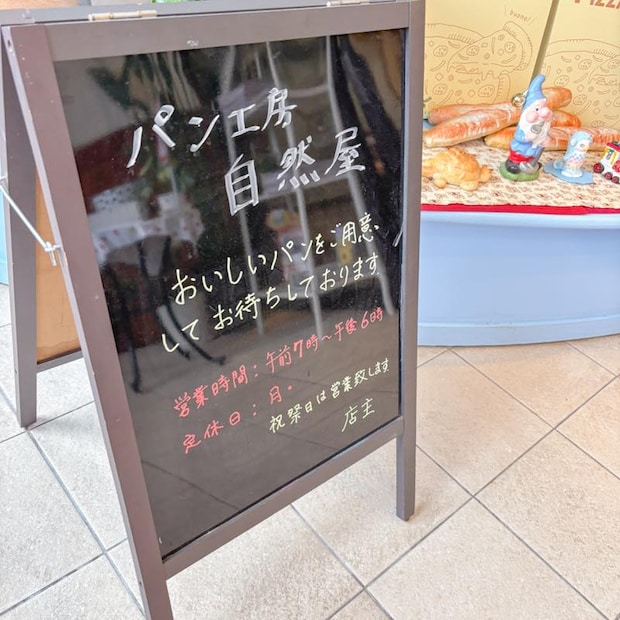 パン工房
自然屋
おいしいパンをご用意
してお待ちしております
営業時間:午前7時〜午後6時
定休日:月・
祝祭日は営業致します
店主